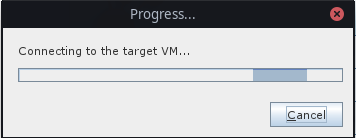 Progress...
Connecting to the target VM...
Cancel